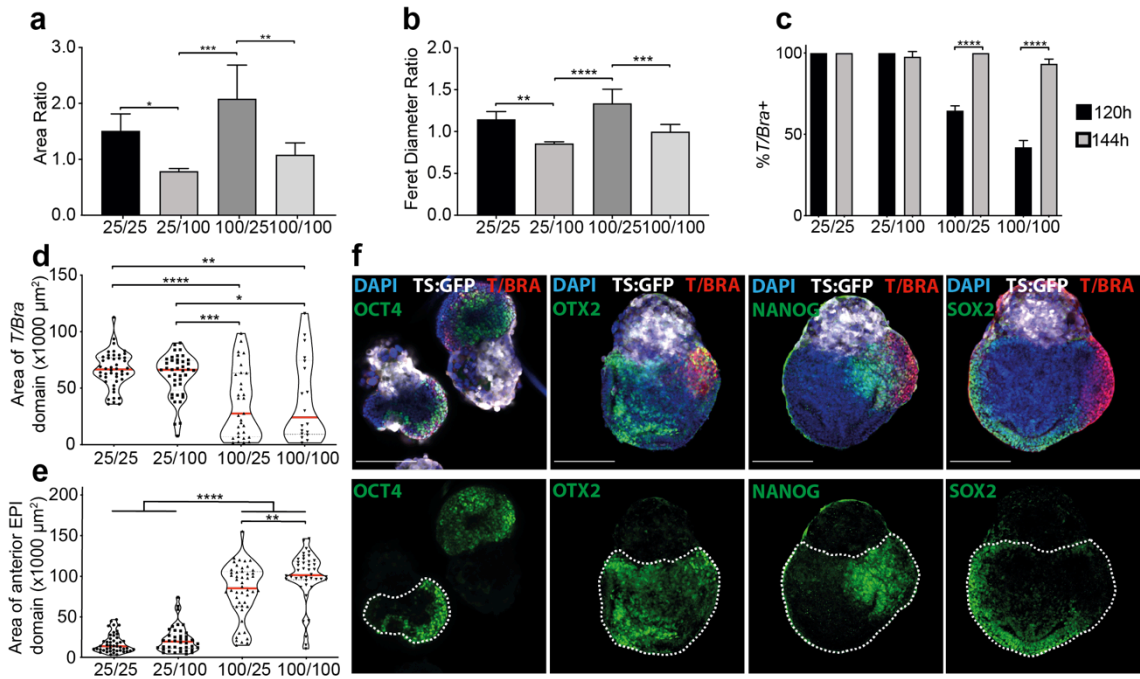 a
Area Ratio
3.0
2.0
1.0
0.0
*
***
**
25/25
25/100
100/25
100/100
b
Feret Diameter Ratio
2.0
1.5
1.0
0.5
0.0
**
****
***
25/25
25/100
100/25
100/100
c
%T/Bra+
100
50
0
****
****
25/25
25/100
100/25
100/100
120h
144h
d
Area of T/Bra
domain (x1000 µm²)
150
100
50
0
**
****
*
***
25/25
25/100
100/25
100/100
e
Area of anterior EPI
domain (x1000 µm²)
200
150
100
50
0
****
**
25/25
25/100
100/25
100/100
f
DAPI TS:GFP T/BRA
OCT4
DAPI TS:GFP T/BRA
OTX2
DAPI TS:GFP T/BRA
NANOG
DAPI TS:GFP T/BRA
SOX2
OCT4
OTX2
NANOG
SOX2